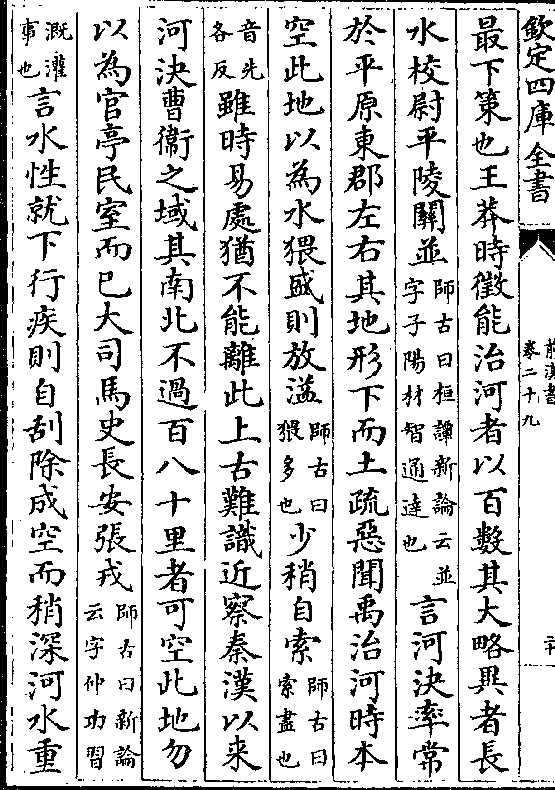 欽定四庫全書
前漢書
卷二十九
最下策也王莽時徵能治河者以百數其大略異者長
水校尉平陵關並師古曰桓譚新論云並字子陽材智通達也言河決率常
於平原東郡左右其地形下而土疏惡聞禹治河時本
空此地以為水猥盛則放溢師古曰猥多也少稍自索師古曰索盡也
音先各反雖時易處猶不能離此上古難識近察秦漢以来
河決曹衞之域其南北不過百八十里者可空此地勿
以為官亭民室而巳大司馬史長安張戎師古曰新論云字仲功習
溉灌事也言水性就下行疾則自刮除成空而稍深河水重